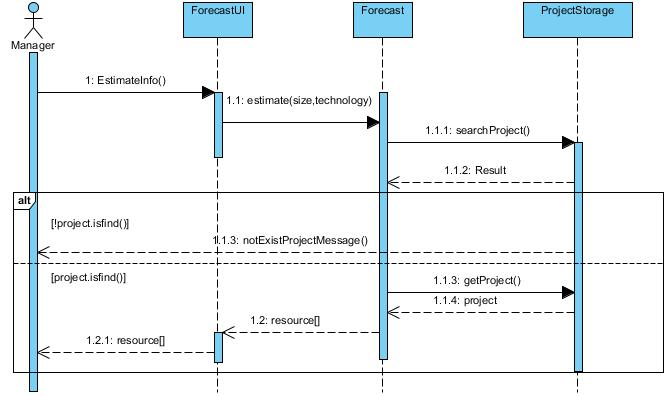 ForecastUI
Forecast
ProjectStorage
Manager
1: EstimateInfo()
1.1: estimate(size,technology)
1.1.1: searchProject()
1.1.2: Result
alt
[!project.isfind()]
1.1.3: notExistProjectMessage()
[project.isfind()]
1.1.3: getProject()
1.1.4: project
1.2: resource[]
1.2.1: resource[]